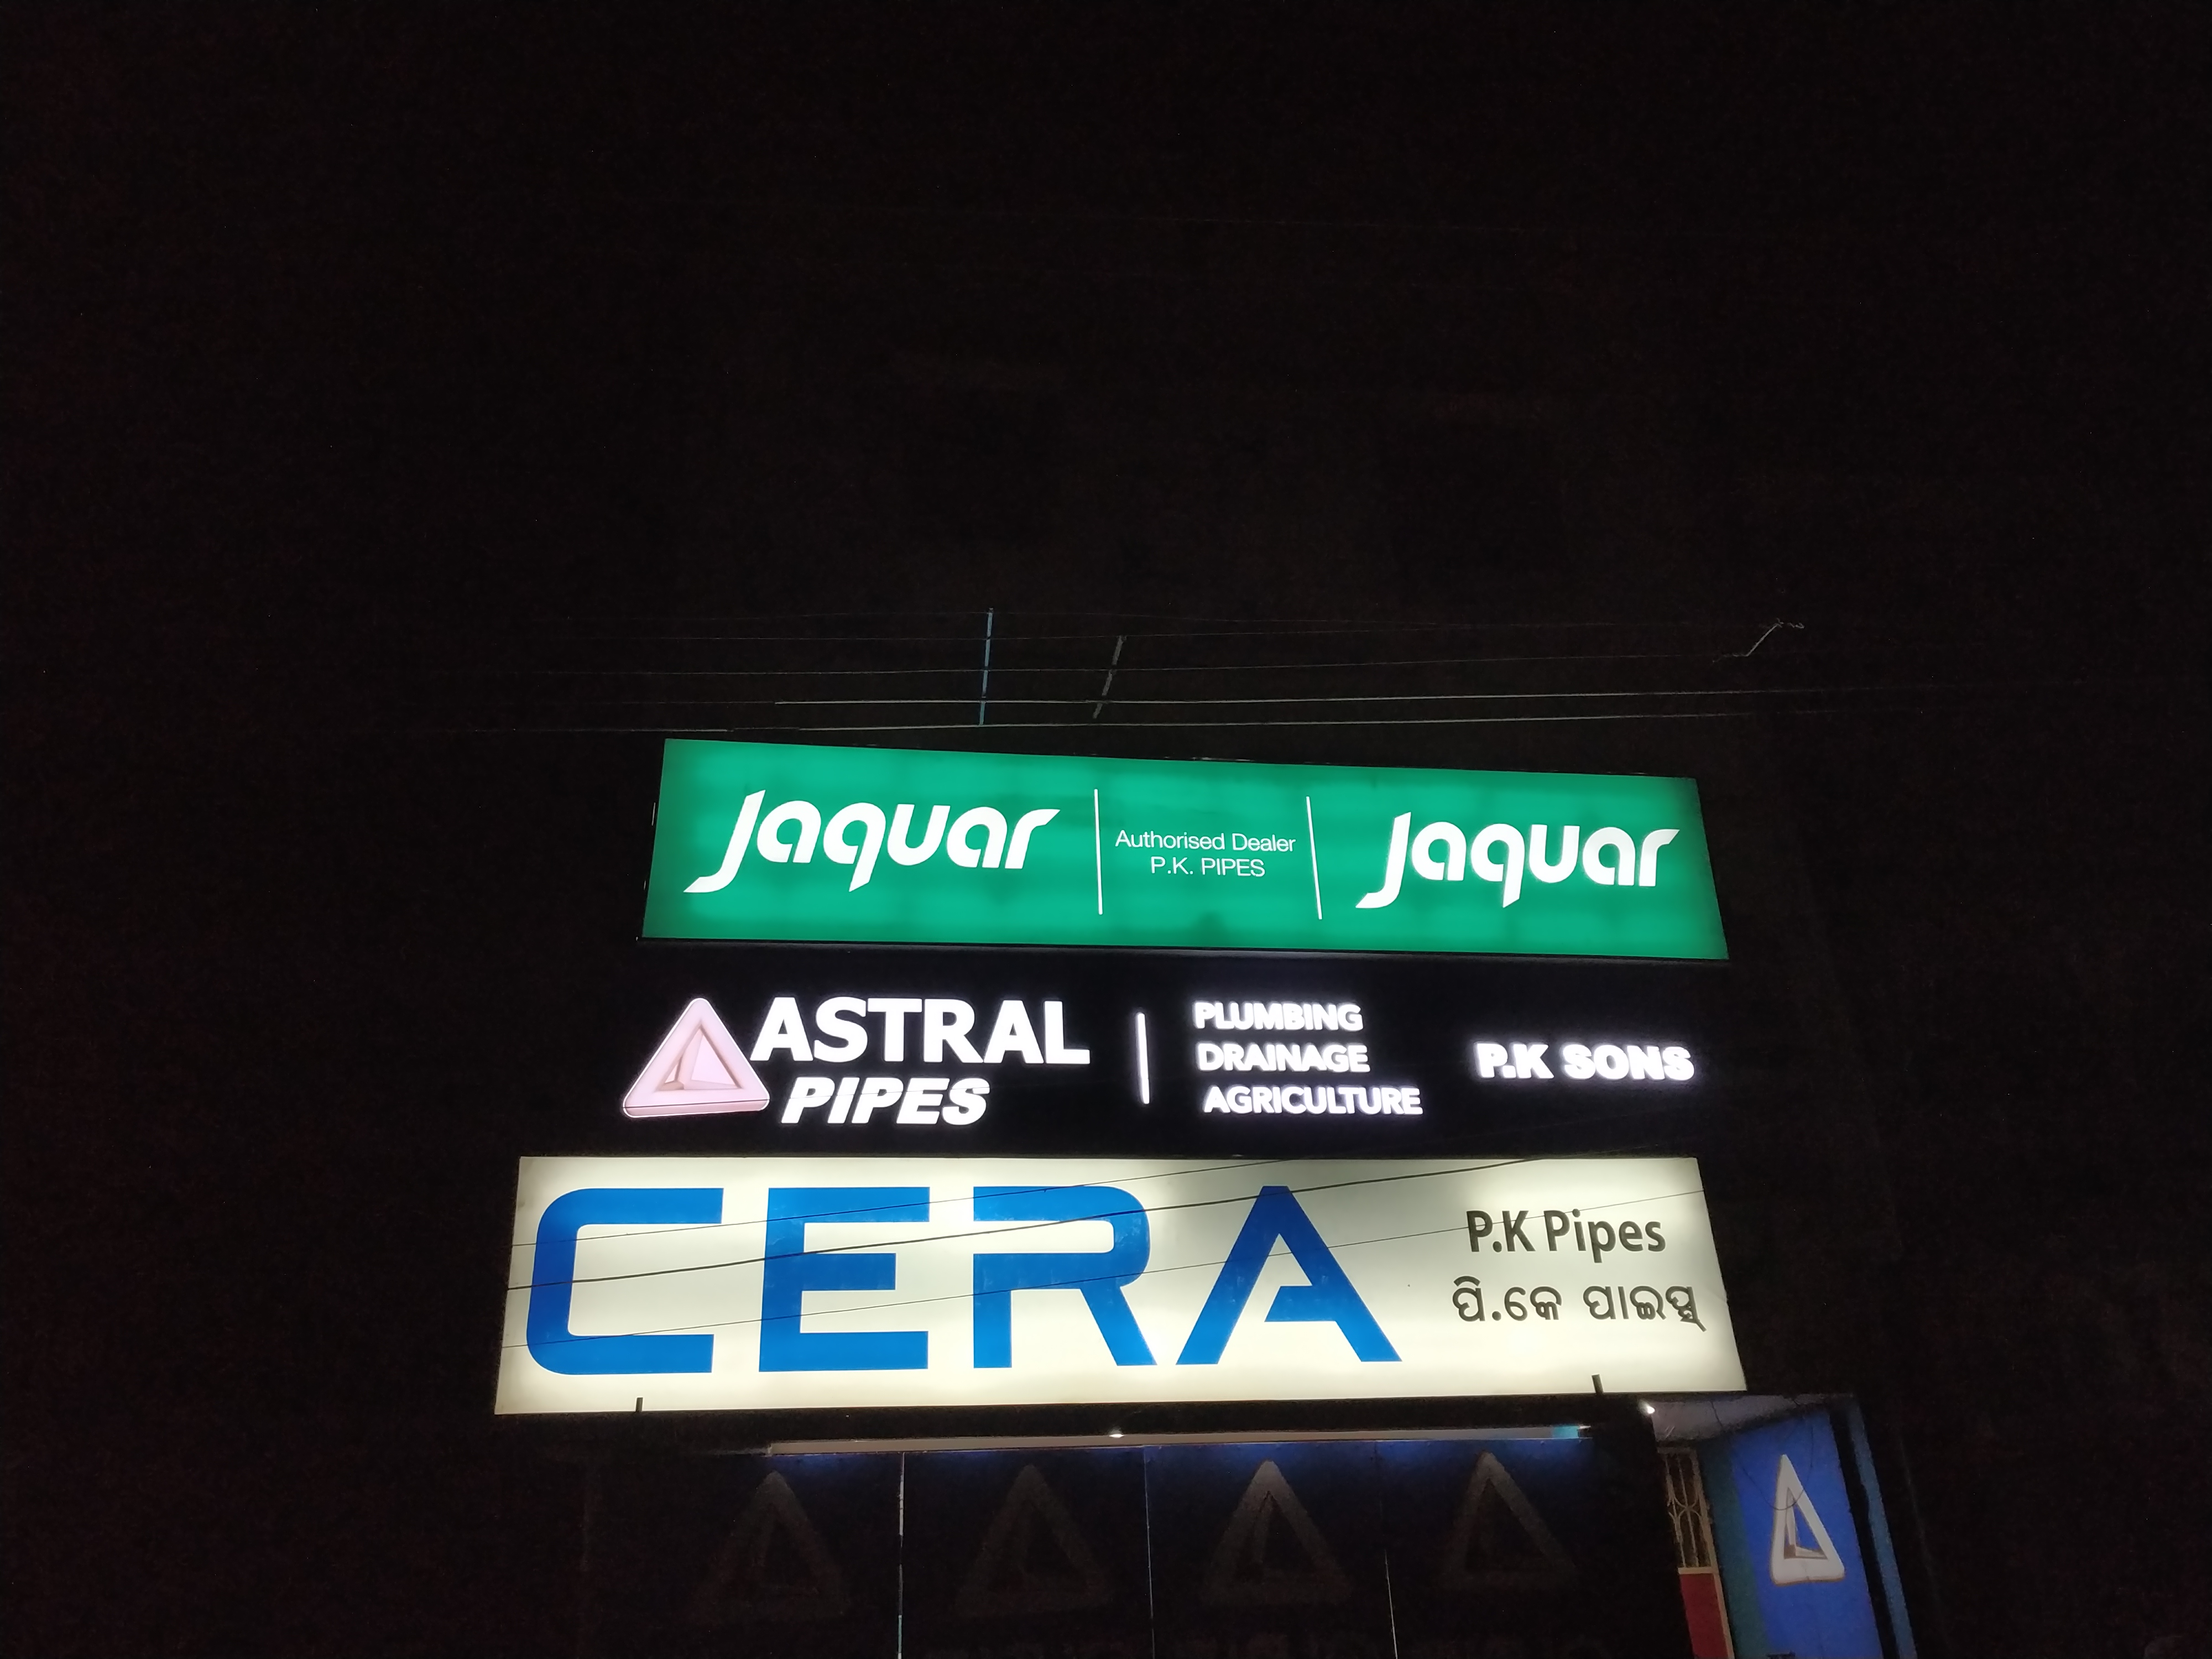 Jaquar
Authorised Dealer
P.K. PIPES
Jaquar
ASTRAL
PIPES
PLUMBING
DRAINAGE
AGRICULTURE
P.K SONS
CERA
P.K Pipes
ପି.କେ ପାଇପ୍ସ